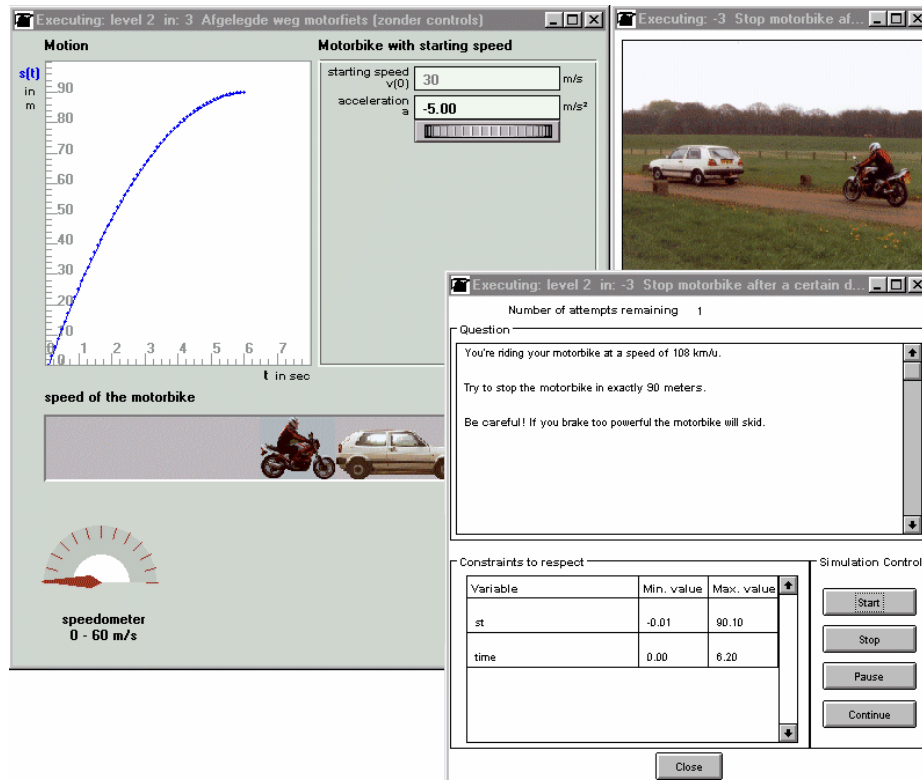 Executing: level 2 in: 3 Afgelegde weg motorfiets (zonder controls)
Motion
Motorbike with starting speed
s(t)
in
m
90
80
70
60
50
40
30
20
10
0
0 1 2 3 4 5 6 7
t in sec
starting speed
v(0)
30
m/s
acceleration
a
-5.00
m/s²
speed of the motorbike
speedometer
0 - 60 m/s
Executing: -3 Stop motorbike af...
Executing: level 2 in: -3 Stop motorbike after a certain d...
Number of attempts remaining 1
Question
You're riding your motorbike at a speed of 108 km/u.
Try to stop the motorbike in exactly 90 meters.
Be careful! If you brake too powerful the motorbike will skid.
Constraints to respect
Variable Min. value Max. value
st -0.01 90.10
time 0.00 6.20
Simulation Control
Start
Stop
Pause
Continue
Close